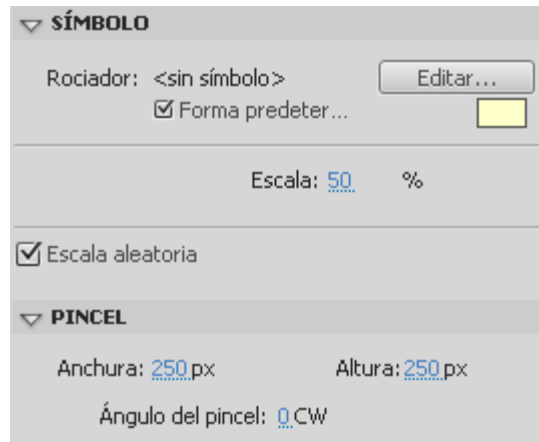 SÍMBOLO
Rociador: <sin símbolo> Editar...
Forma predeter...
Escala: 50 %
Escala aleatoria
PINCEL
Anchura: 250 px Altura: 250 px
Ángulo del pincel: 0 CW